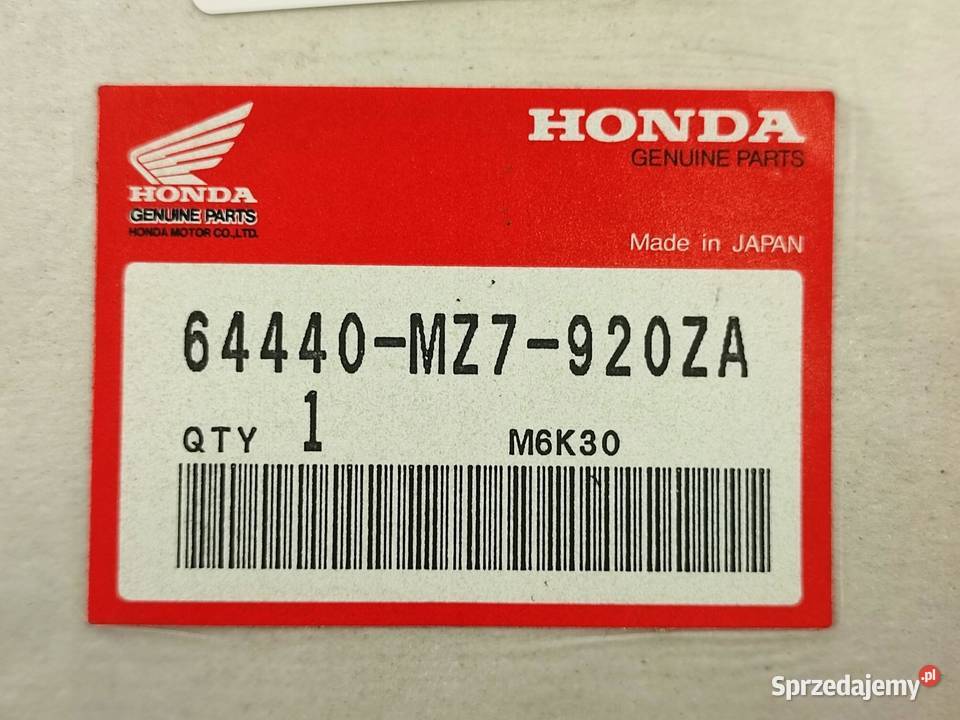 HONDA
GENUINE PARTS
HONDA MOTOR CO.,LTD.
HONDA
GENUINE PARTS
Made in JAPAN
64440-MZ7-920ZA
QTY 1 M6K30
Sprzedajemy.pl